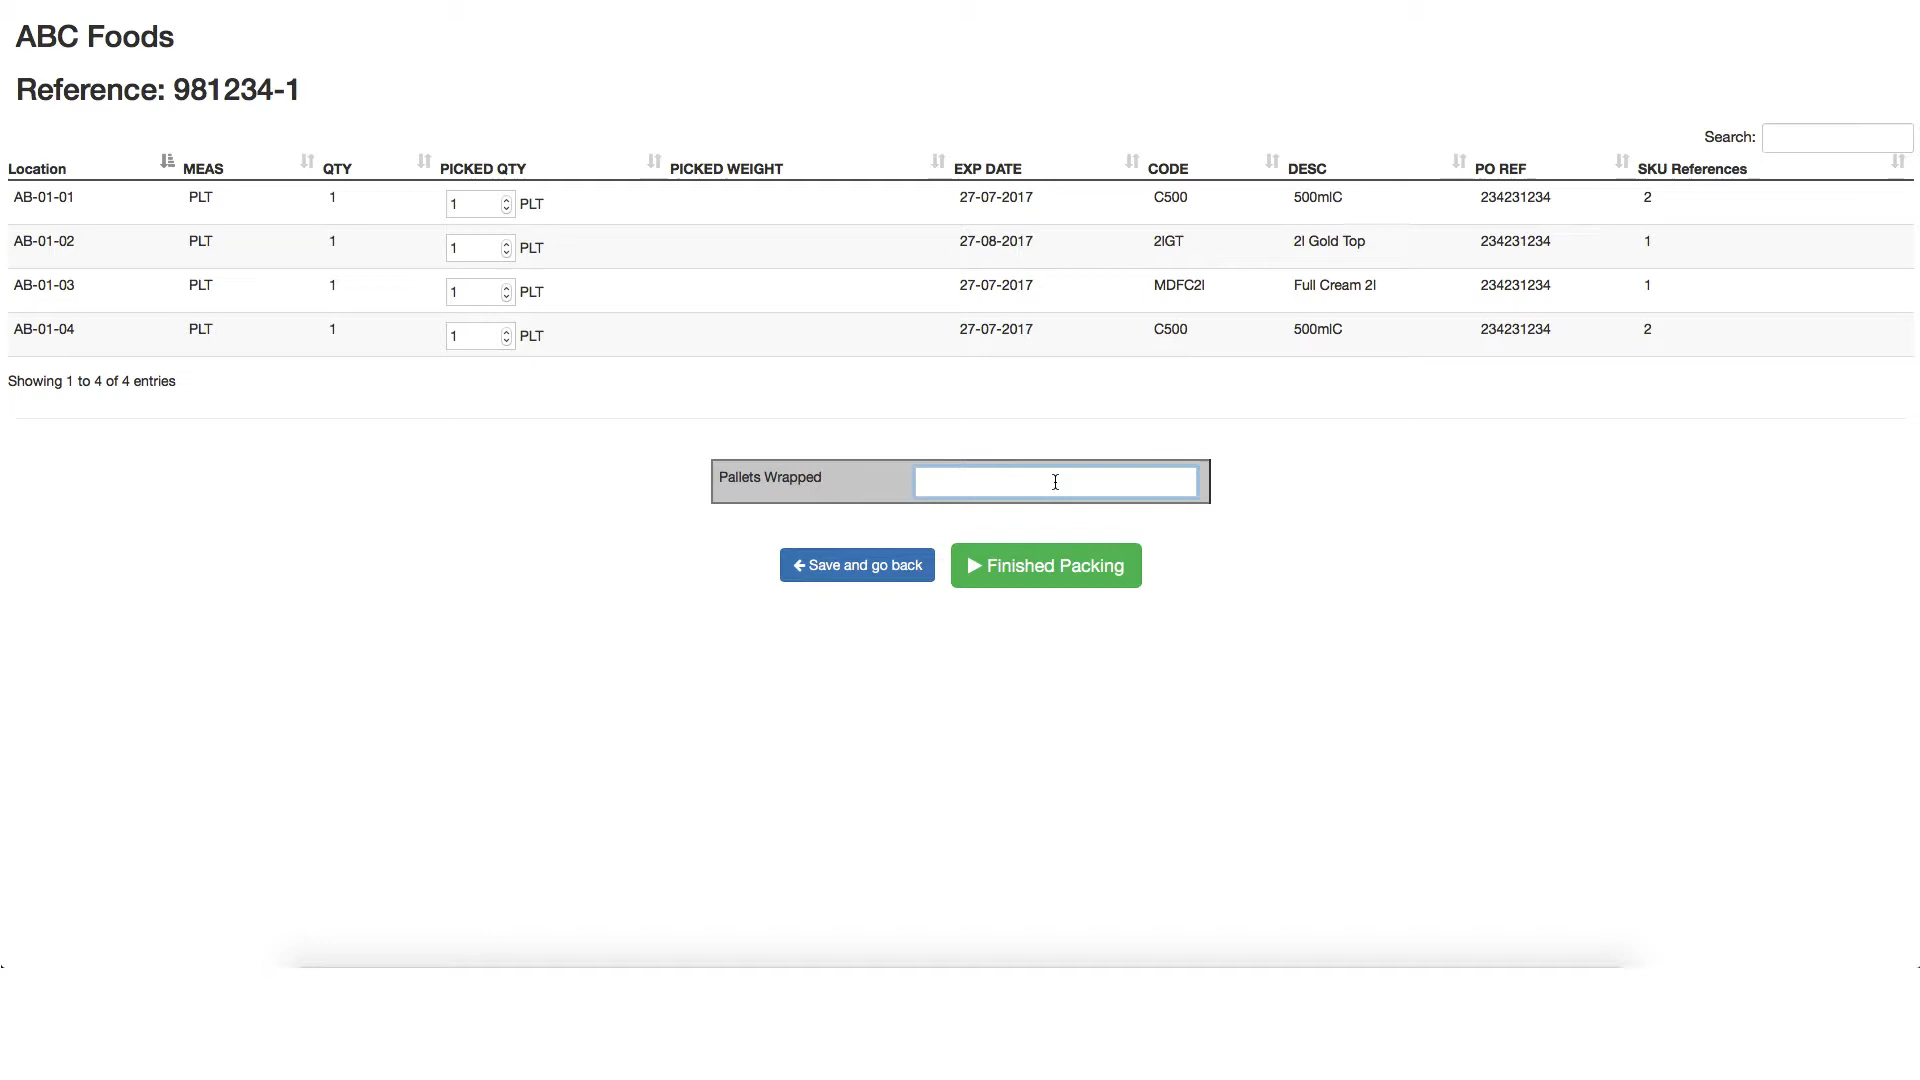 ABC Foods
Reference: 981234-1
Search:
Location MEAS QTY PICKED QTY PICKED WEIGHT EXP DATE CODE DESC PO REF SKU References
AB-01-01 PLT 1 1 PLT 27-07-2017 C500 500mlC 234231234 2
AB-01-02 PLT 1 1 PLT 27-08-2017 2lGT 2l Gold Top 234231234 1
AB-01-03 PLT 1 1 PLT 27-07-2017 MDFC2l Full Cream 2l 234231234 1
AB-01-04 PLT 1 1 PLT 27-07-2017 C500 500mlC 234231234 2
Showing 1 to 4 of 4 entries
Pallets Wrapped
Save and go back Finished Packing